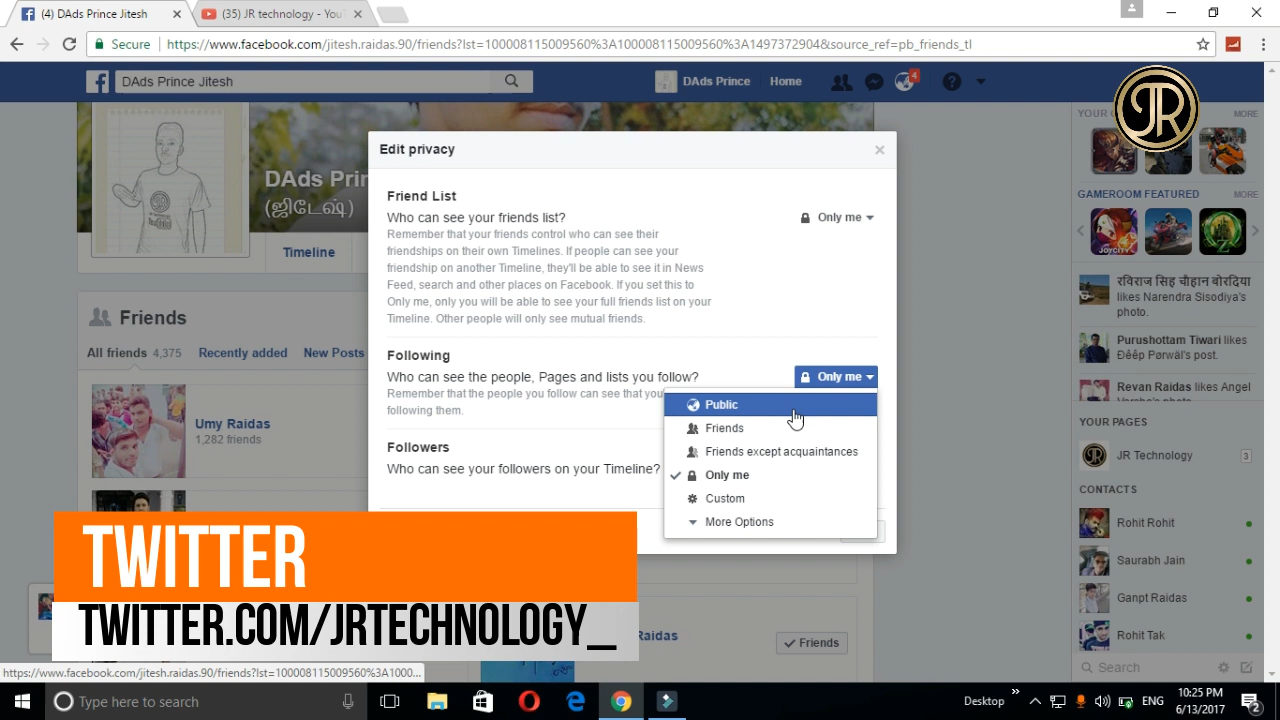 (4) DAds Prince Jitesh
(35) JR technology - You
Secure
https://www.facebook.com/jitesh.raidas.90/friends?lst=100008115009560%3A100008115009560%3A1497372904&source_ref=pb_friends_tl
DAds Prince Jitesh
DAds Prince
Home
4
JR
YOUR
MORE
GAMEROOM FEATURED
MORE
DAds Prin
(ஜிடேஷ்)
Timeline
Friends
All friends 4,375
Recently added
New Posts
Umy Raidas
1,282 friends
Edit privacy
Friend List
Who can see your friends list?
Only me
Remember that your friends control who can see their
friendships on their own Timelines. If people can see your
friendship on another Timeline, they'll be able to see it in News
Feed, search and other places on Facebook. If you set this to
Only me, only you will be able to see your full friends list on your
Timeline. Other people will only see mutual friends.
Following
Who can see the people, Pages and lists you follow?
Only me
Remember that the people you follow can see that you
following them.
Followers
Who can see your followers on your Timeline?
Public
Friends
Friends except acquaintances
Only me
Custom
More Options
रविराज सिंह चौहान बोरदिया
likes Narendra Sisodiya's
photo.
Purushottam Tiwari likes
Đêêp Pørwàl's post.
Revan Raidas likes Angel
YOUR PAGES
JR Technology
3
CONTACTS
Rohit Rohit
Saurabh Jain
Ganpt Raidas
Rohit Tak
Search
TWITTER
TWITTER.COM/JRTECHNOLOGY_
Raidas
Friends
https://www.facebook.com/jitesh.raidas.90/friends?lst=100008115009560%3A1000...
Type here to search
Desktop
ENG
10:25 PM
6/13/2017
2